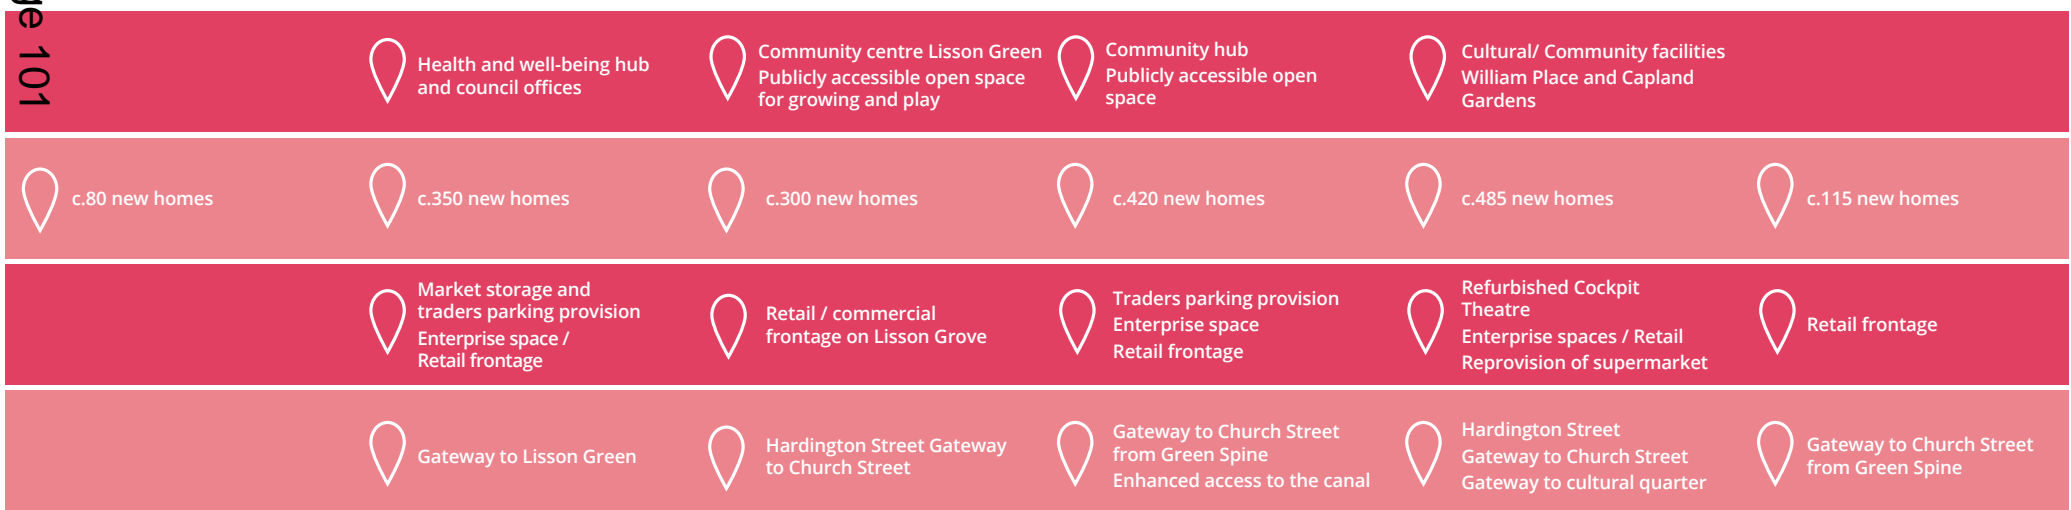 ge 101
Health and well-being hub
and council offices
Community centre Lisson Green
Publicly accessible open space
for growing and play
Community hub
Publicly accessible open
space
Cultural/ Community facilities
William Place and Capland
Gardens
c.80 new homes
c.350 new homes
c.300 new homes
c.420 new homes
c.485 new homes
c.115 new homes
Market storage and
traders parking provision
Enterprise space /
Retail frontage
Retail / commercial
frontage on Lisson Grove
Traders parking provision
Enterprise space
Retail frontage
Refurbished Cockpit
Theatre
Enterprise spaces / Retail
Reprovision of supermarket
Retail frontage
Gateway to Lisson Green
Hardington Street Gateway
to Church Street
Gateway to Church Street
from Green Spine
Enhanced access to the canal
Hardington Street
Gateway to Church Street
Gateway to cultural quarter
Gateway to Church Street
from Green Spine